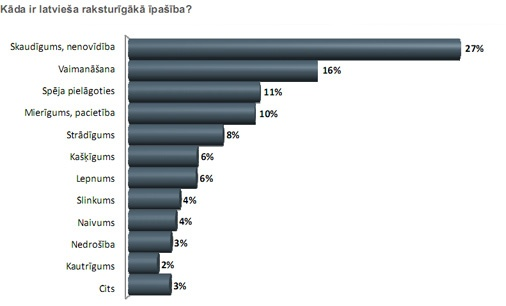 Kāda ir latvieša raksturīgākā īpašība?
Skaudīgums, nenovīdība 27%
Vaimanāšana 16%
Spēja pielāgoties 11%
Mierīgums, pacietība 10%
Strādīgums 8%
Kašķīgums 6%
Lepnums 6%
Slinkums 4%
Naivums 4%
Nedrošība 3%
Kautrīgums 2%
Cits 3%